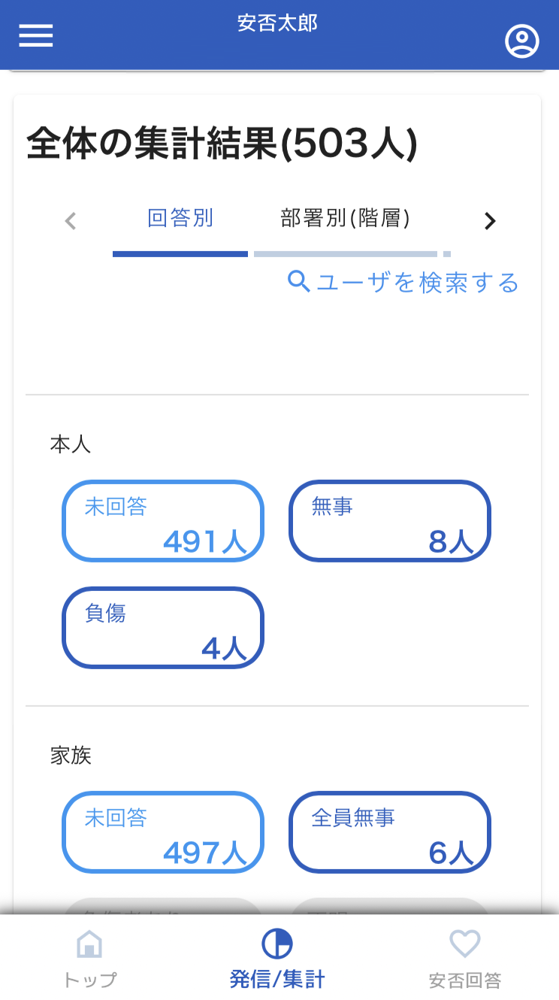 安否太郎
全体の集計結果(503人)
回答別
部署別(階層)
ユーザを検索する
本人
未回答
491人
無事
8人
負傷
4人
家族
未回答
497人
全員無事
6人
トップ
発信/集計
安否回答